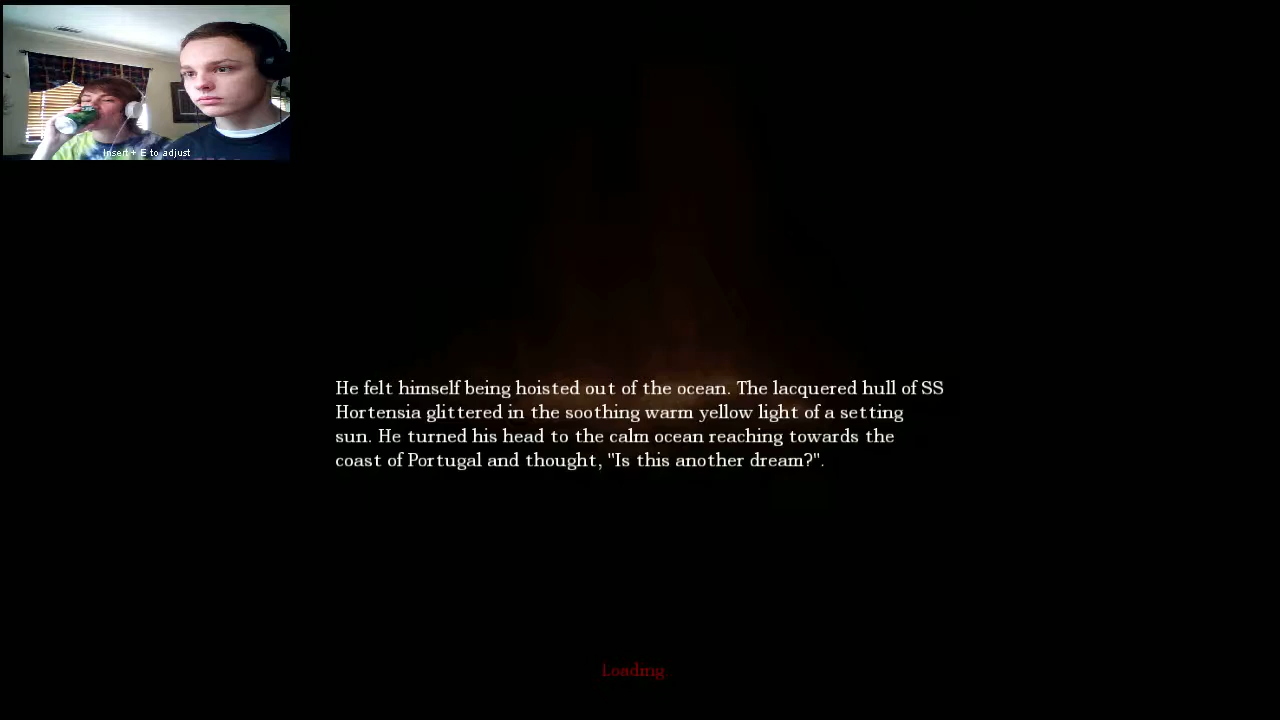 Insert + E to adjust
He felt himself being hoisted out of the ocean. The lacquered hull of SS
Hortensia glittered in the soothing warm yellow light of a setting
sun. He turned his head to the calm ocean reaching towards the
coast of Portugal and thought, "Is this another dream?".
Loading